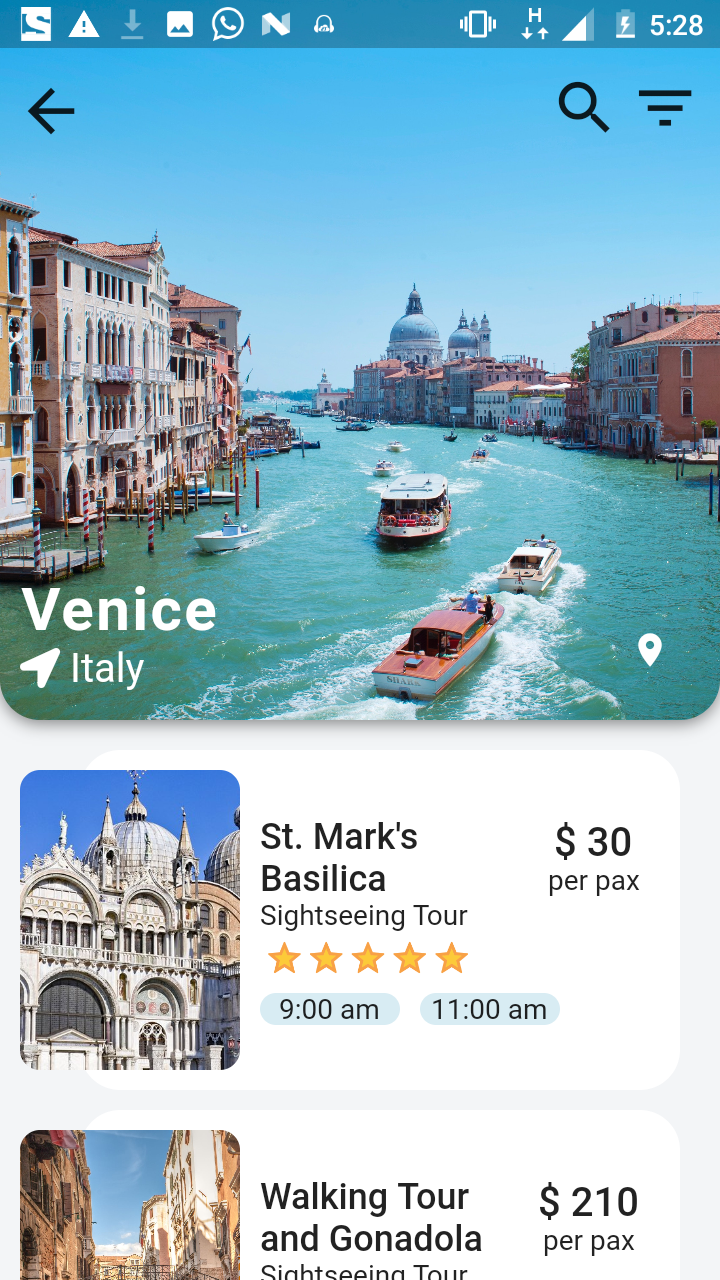 H
5:28
Venice
Italy
St. Mark's
Basilica
$ 30
per pax
Sightseeing Tour
9:00 am
11:00 am
Walking Tour
and Gonadola
$ 210
per pax
Sightseeing Tour